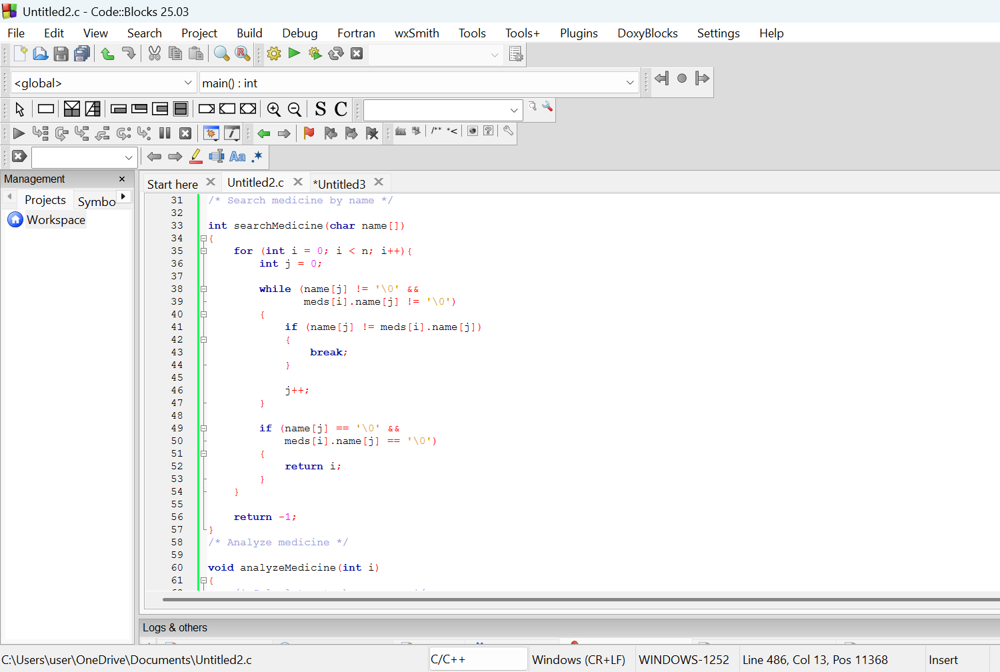 Untitled2.c - Code::Blocks 25.03
File Edit View Search Project Build Debug Fortran wxSmith Tools Tools+ Plugins DoxyBlocks Settings Help
<global> main() : int
S C
/** *<
Aa .*
Management
Start here Untitled2.c *Untitled3
Projects Symbo
Workspace
31 /* Search medicine by name */
32
33 int searchMedicine(char name[])
34 {
35     for (int i = 0; i < n; i++){
36         int j = 0;
37
38         while (name[j] != '\0' &&
39                meds[i].name[j] != '\0')
40         {
41             if (name[j] != meds[i].name[j])
42             {
43                 break;
44             }
45
46             j++;
47         }
48
49         if (name[j] == '\0' &&
50             meds[i].name[j] == '\0')
51         {
52             return i;
53         }
54     }
55
56     return -1;
57 }
58 /* Analyze medicine */
59
60 void analyzeMedicine(int i)
61 {
Logs & others
C:\Users\user\OneDrive\Documents\Untitled2.c C/C++ Windows (CR+LF) WINDOWS-1252 Line 486, Col 13, Pos 11368 Insert